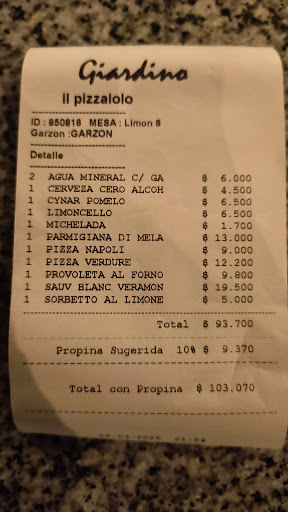 Giardino
Il pizzaiolo
ID : 850816 MESA : Limon 6
Garzon :GARZON
Detalle
2 AGUA MINERAL C/ GA $ 6.000
1 CERVEZA CERO ALCOH $ 4.500
1 CYNAR POMELO $ 6.500
1 LIMONCELLO $ 6.500
1 MICHELADA $ 1.700
1 PARMIGIANA DI MELA $ 13.000
1 PIZZA NAPOLI $ 9.000
1 PIZZA VERDURE $ 12.200
1 PROVOLETA AL FORNO $ 9.800
1 SAUV BLANC VERAMON $ 19.500
1 SORBETTO AL LIMONE $ 5.000
Total $ 93.700
Propina Sugerida 10% $ 9.370
Total con Propina $ 103.070